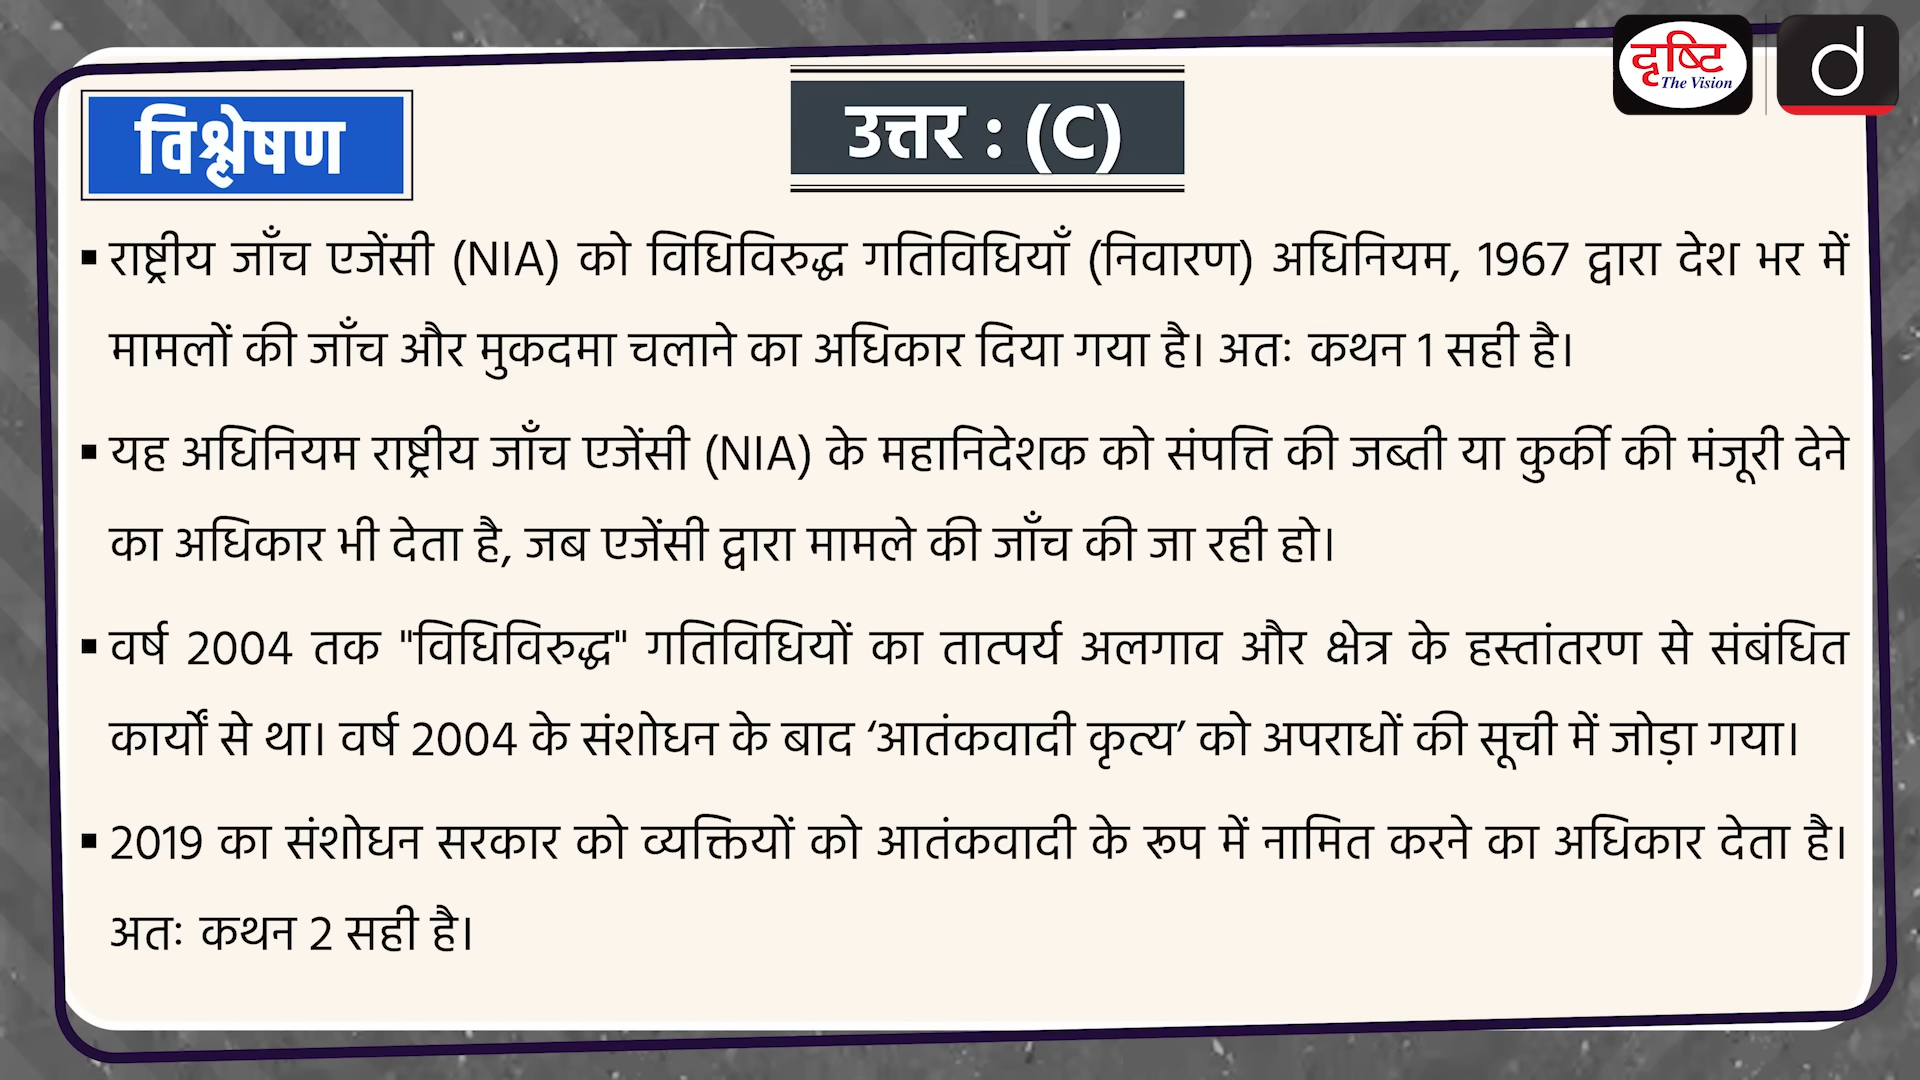 दृष्टि
The Vision
d
विश्लेषण
उत्तर : (C)
▪ राष्ट्रीय जाँच एजेंसी (NIA) को विधिविरुद्ध गतिविधियाँ (निवारण) अधिनियम, 1967 द्वारा देश भर में
मामलों की जाँच और मुकदमा चलाने का अधिकार दिया गया है। अतः कथन 1 सही है।
▪ यह अधिनियम राष्ट्रीय जाँच एजेंसी (NIA) के महानिदेशक को संपत्ति की जब्ती या कुर्की की मंजूरी देने
का अधिकार भी देता है, जब एजेंसी द्वारा मामले की जाँच की जा रही हो।
▪ वर्ष 2004 तक "विधिविरुद्ध" गतिविधियों का तात्पर्य अलगाव और क्षेत्र के हस्तांतरण से संबंधित
कार्यों से था। वर्ष 2004 के संशोधन के बाद ‘आतंकवादी कृत्य’ को अपराधों की सूची में जोड़ा गया।
▪ 2019 का संशोधन सरकार को व्यक्तियों को आतंकवादी के रूप में नामित करने का अधिकार देता है।
अतः कथन 2 सही है।